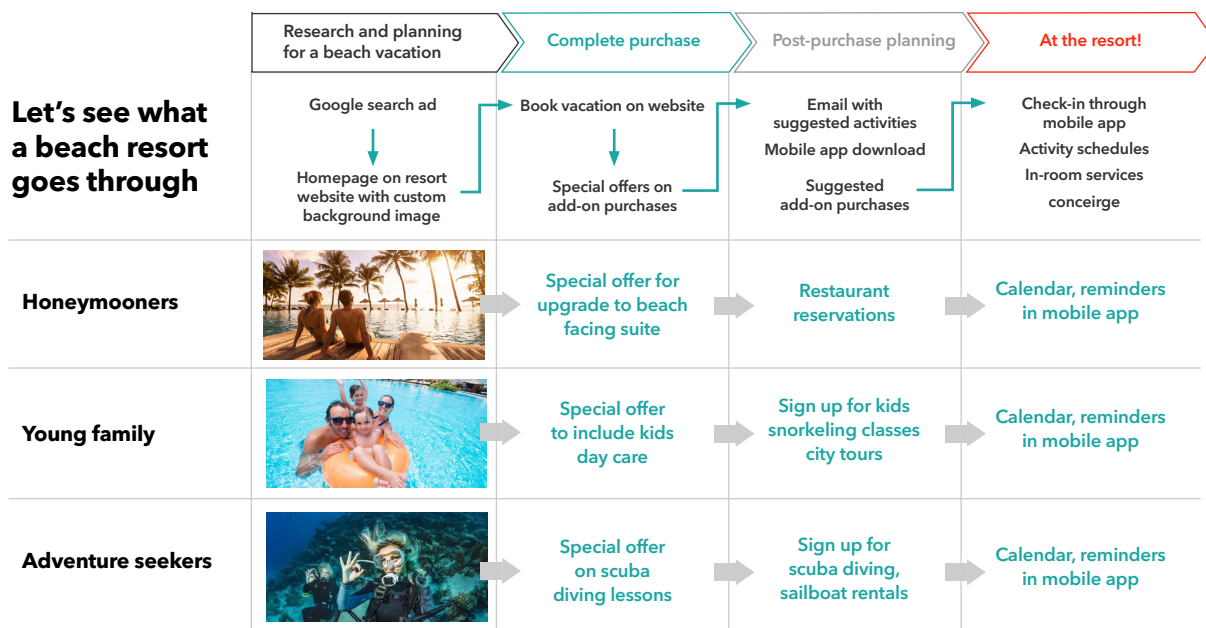 Research and planning
for a beach vacation
Complete purchase
Post-purchase planning
At the resort!
Let’s see what
a beach resort
goes through
Google search ad
Homepage on resort
website with custom
background image
Book vacation on website
Special offers on
add-on purchases
Email with
suggested activities
Mobile app download
Suggested
add-on purchases
Check-in through
mobile app
Activity schedules
In-room services
conceirge
Honeymooners
Special offer for
upgrade to beach
facing suite
Restaurant
reservations
Calendar, reminders
in mobile app
Young family
Special offer
to include kids
day care
Sign up for kids
snorkeling classes
city tours
Calendar, reminders
in mobile app
Adventure seekers
Special offer
on scuba
diving lessons
Sign up for
scuba diving,
sailboat rentals
Calendar, reminders
in mobile app